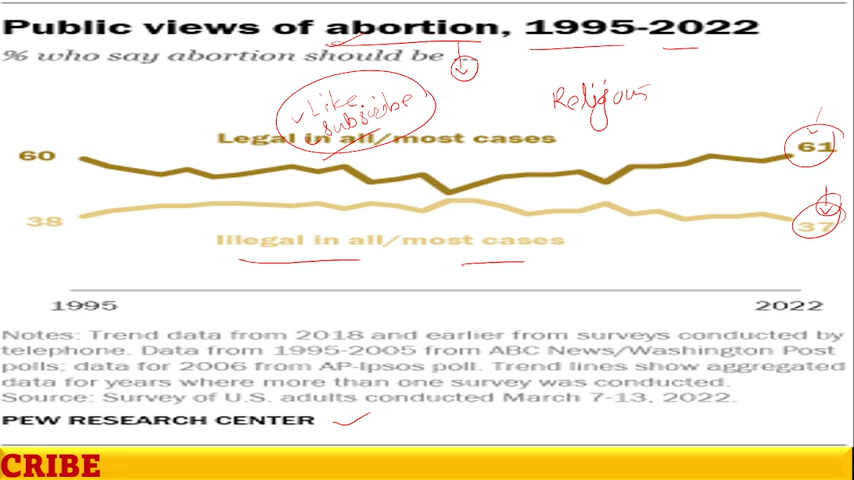 Public views of abortion, 1995-2022
% who say abortion should be ...
Like
subscribe
Religious
Legal in all/most cases
60
61
38
37
Illegal in all/most cases
1995
2022
Notes: Trend data from 2018 and earlier from surveys conducted by
telephone. Data from 1995-2005 from ABC News/Washington Post
polls; data for 2006 from AP-Ipsos poll. Trend lines show aggregated
data for years where more than one survey was conducted.
Source: Survey of U.S. adults conducted March 7-13, 2022.
PEW RESEARCH CENTER
CRIBE